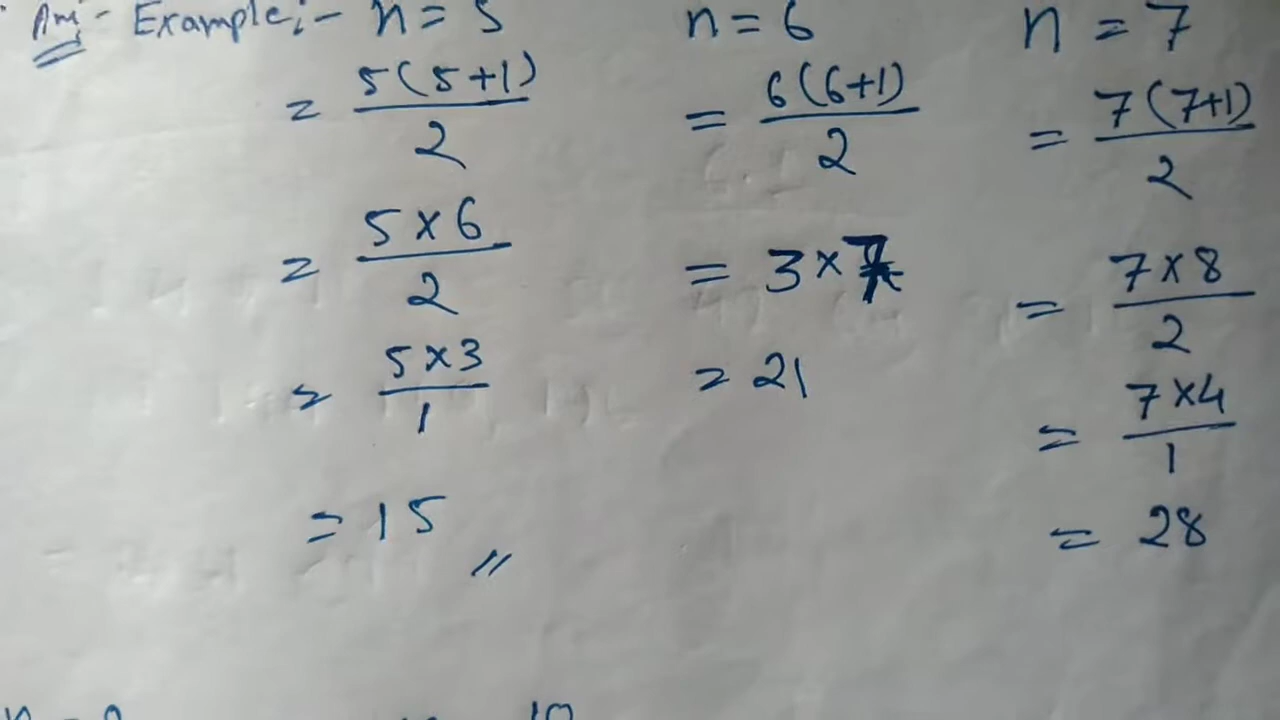 Ans - Example :- n = 5
= 5(5+1)/2
= 5×6/2
= 5×3/1
= 15 //
n = 6
= 6(6+1)/2
= 3×7
= 21
n = 7
= 7(7+1)/2
= 7×8/2
= 7×4/1
= 28